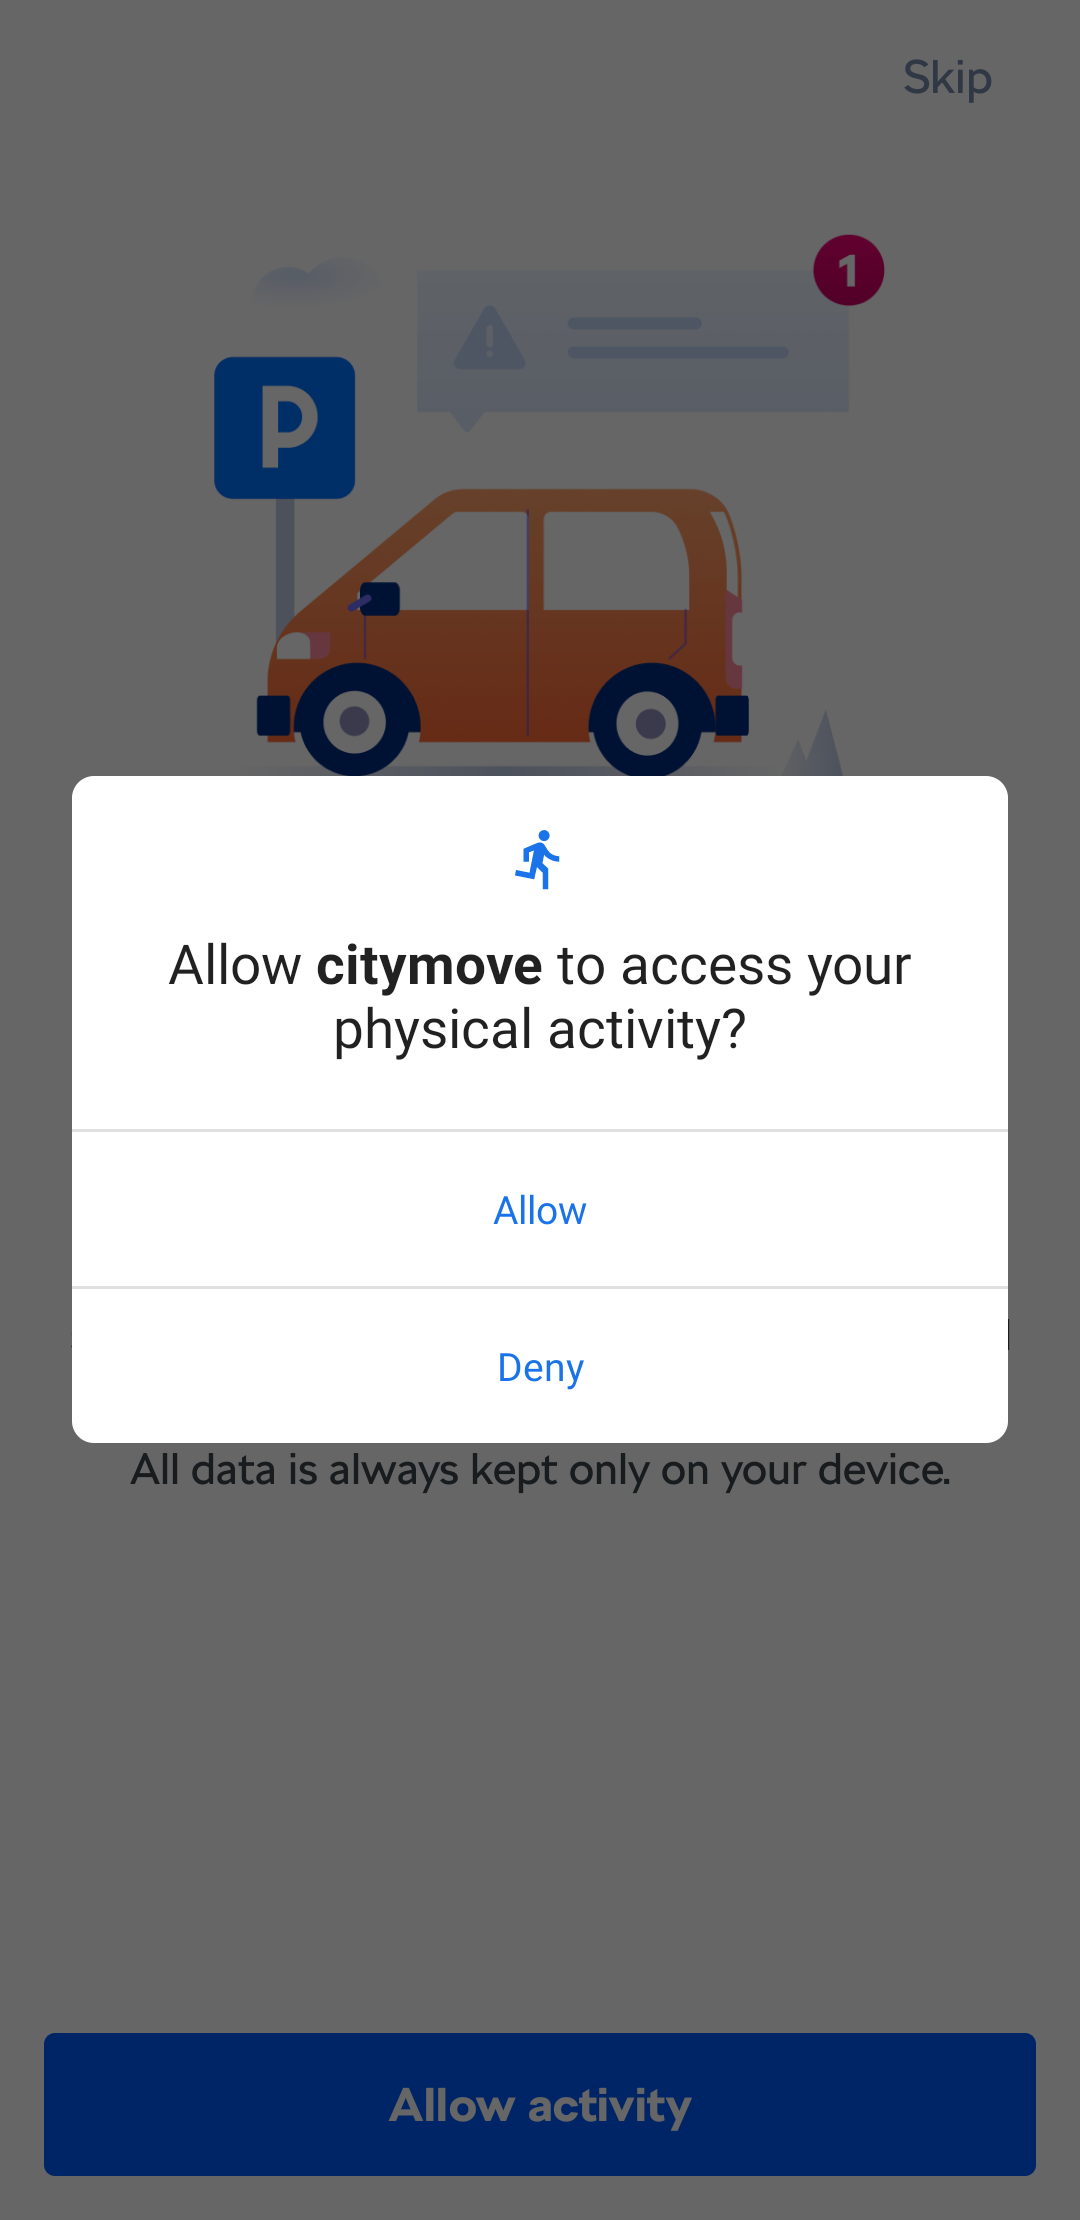 Skip
1
P
Allow citymove to access your
physical activity?
Allow
Deny
All data is always kept only on your device.
Allow activity